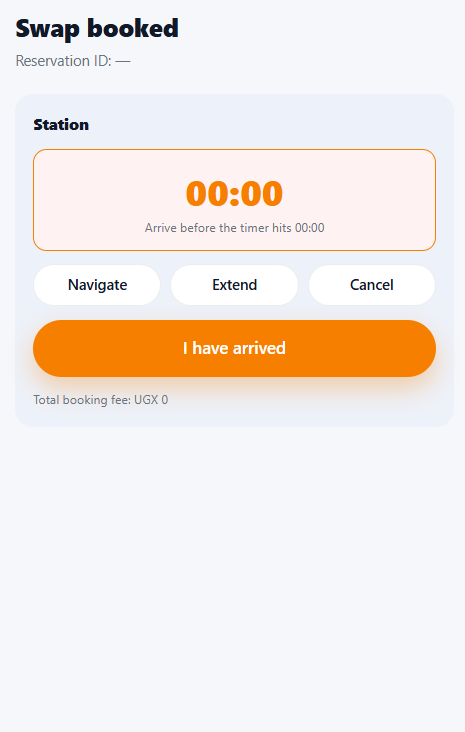 Swap booked
Reservation ID: —
Station
00:00
Arrive before the timer hits 00:00
Navigate Extend Cancel
I have arrived
Total booking fee: UGX 0